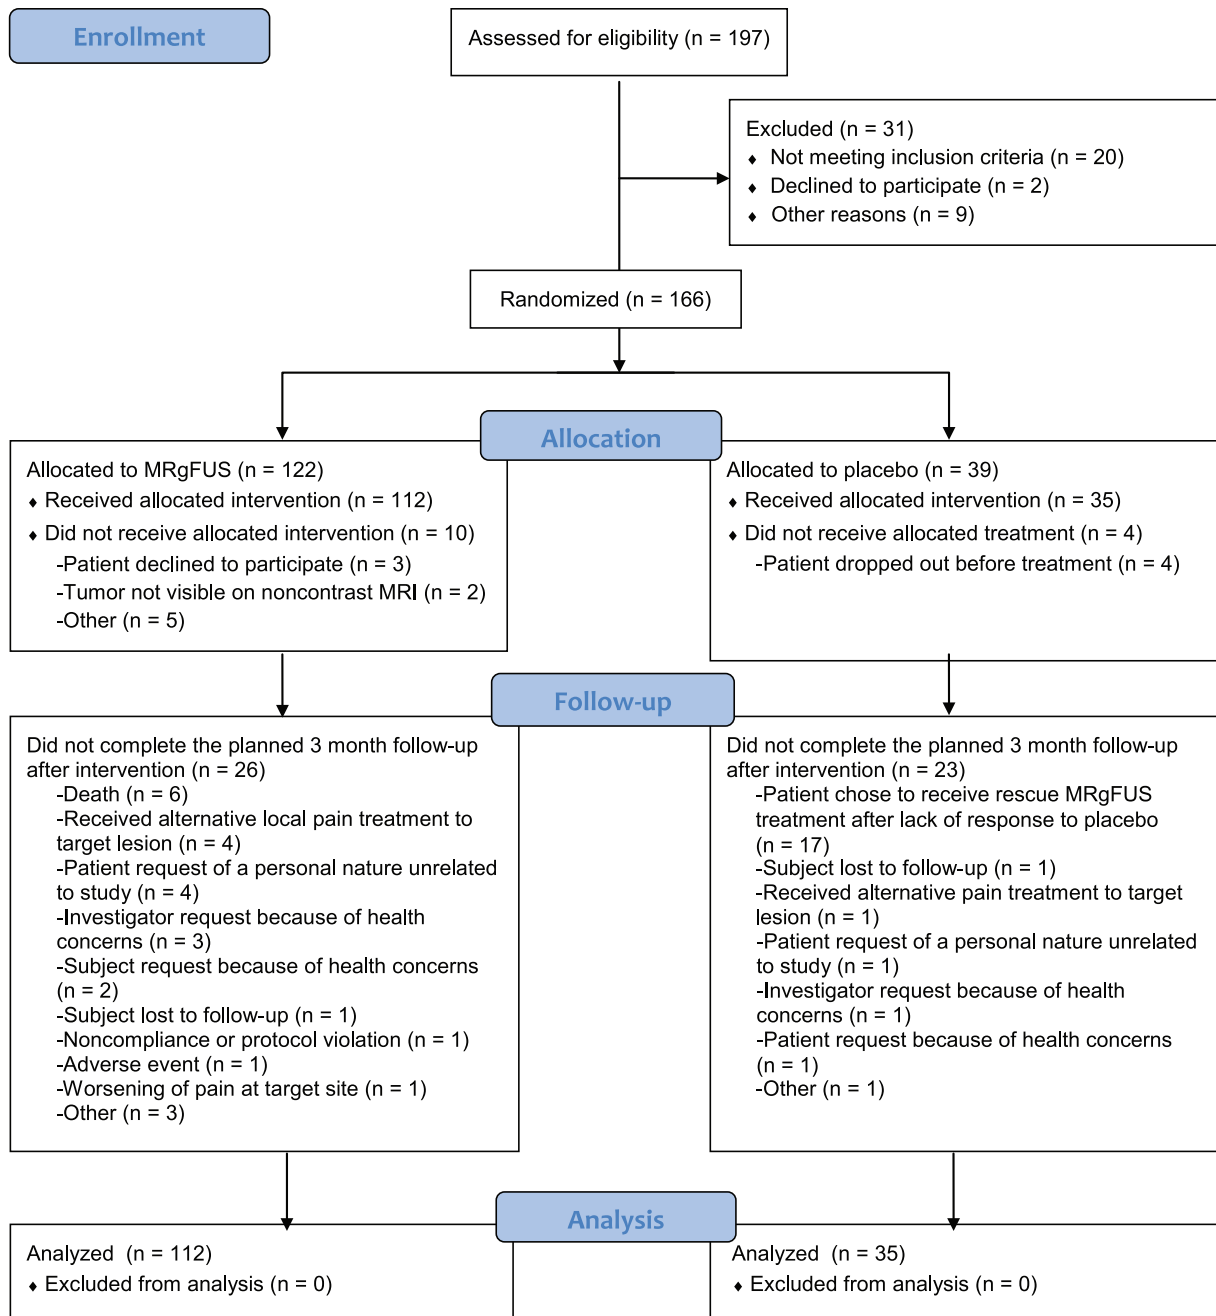 Enrollment
Assessed for eligibility (n = 197)
Excluded (n = 31)
♦ Not meeting inclusion criteria (n = 20)
♦ Declined to participate (n = 2)
♦ Other reasons (n = 9)
Randomized (n = 166)
Allocation
Allocated to MRgFUS (n = 122)
♦ Received allocated intervention (n = 112)
♦ Did not receive allocated intervention (n = 10)
-Patient declined to participate (n = 3)
-Tumor not visible on noncontrast MRI (n = 2)
-Other (n = 5)
Allocated to placebo (n = 39)
♦ Received allocated intervention (n = 35)
♦ Did not receive allocated treatment (n = 4)
-Patient dropped out before treatment (n = 4)
Follow-up
Did not complete the planned 3 month follow-up
after intervention (n = 26)
-Death (n = 6)
-Received alternative local pain treatment to
target lesion (n = 4)
-Patient request of a personal nature unrelated
to study (n = 4)
-Investigator request because of health
concerns (n = 3)
-Subject request because of health concerns
(n = 2)
-Subject lost to follow-up (n = 1)
-Noncompliance or protocol violation (n = 1)
-Adverse event (n = 1)
-Worsening of pain at target site (n = 1)
-Other (n = 3)
Did not complete the planned 3 month follow-up
after intervention (n = 23)
-Patient chose to receive rescue MRgFUS
treatment after lack of response to placebo
(n = 17)
-Subject lost to follow-up (n = 1)
-Received alternative pain treatment to target
lesion (n = 1)
-Patient request of a personal nature unrelated
to study (n = 1)
-Investigator request because of health
concerns (n = 1)
-Patient request because of health concerns
(n = 1)
-Other (n = 1)
Analysis
Analyzed (n = 112)
♦ Excluded from analysis (n = 0)
Analyzed (n = 35)
♦ Excluded from analysis (n = 0)